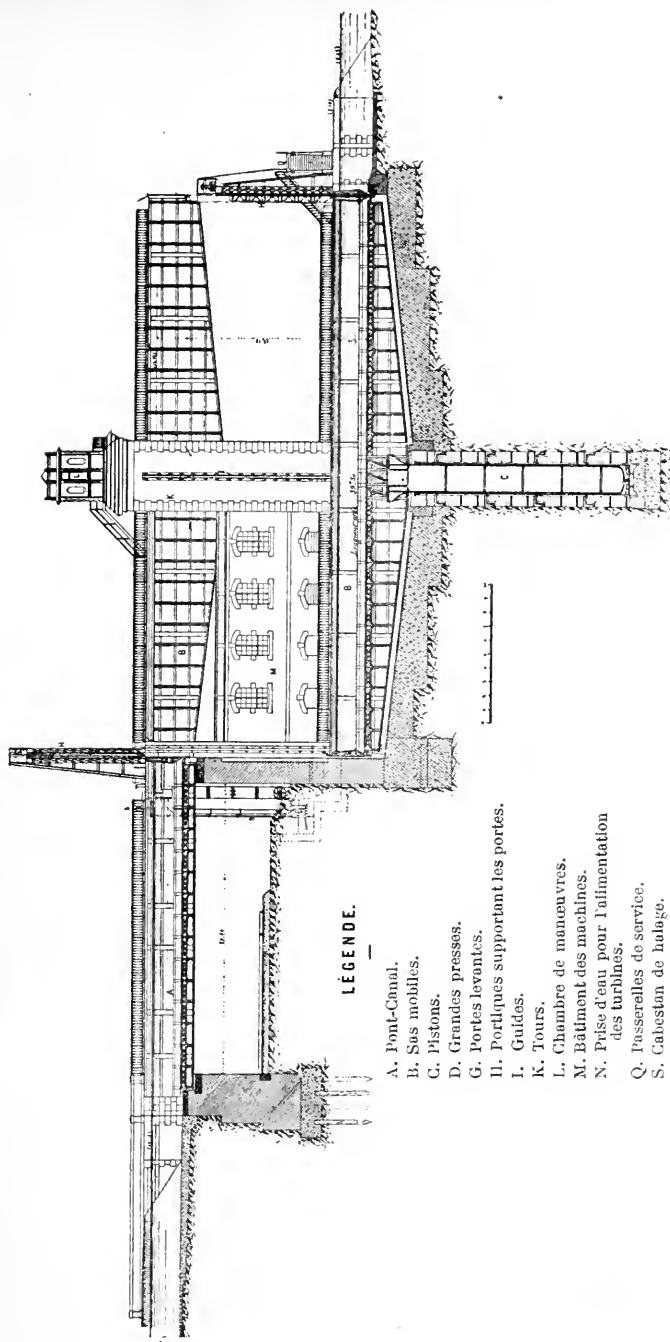 LÉGENDE.
A. Pont-Canal.
B. Sas mobiles.
C. Pistons.
D. Grandes presses.
G. Portes levantes.
H. Portiques supportant les portes.
I. Guides.
K. Tours.
L. Chambre de manœuvres.
M. Bâtiment des machines.
N. Prise d'eau pour l'alimentation
des turbines.
Q. Passerelles de service.
S. Cabestan de halage.
A
H
B
M
K
L
B
C